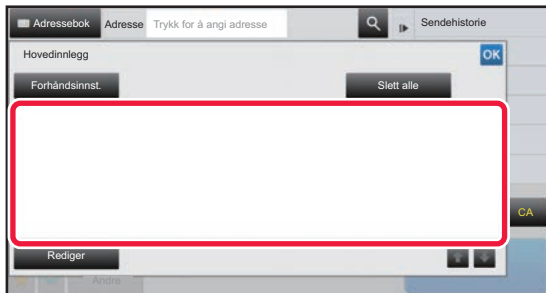 Adressebok Adresse Trykk for å angi adresse Sendehistorie
Hovedinnlegg OK
Forhåndsinnst. Slett alle
CA
Rediger
Andre